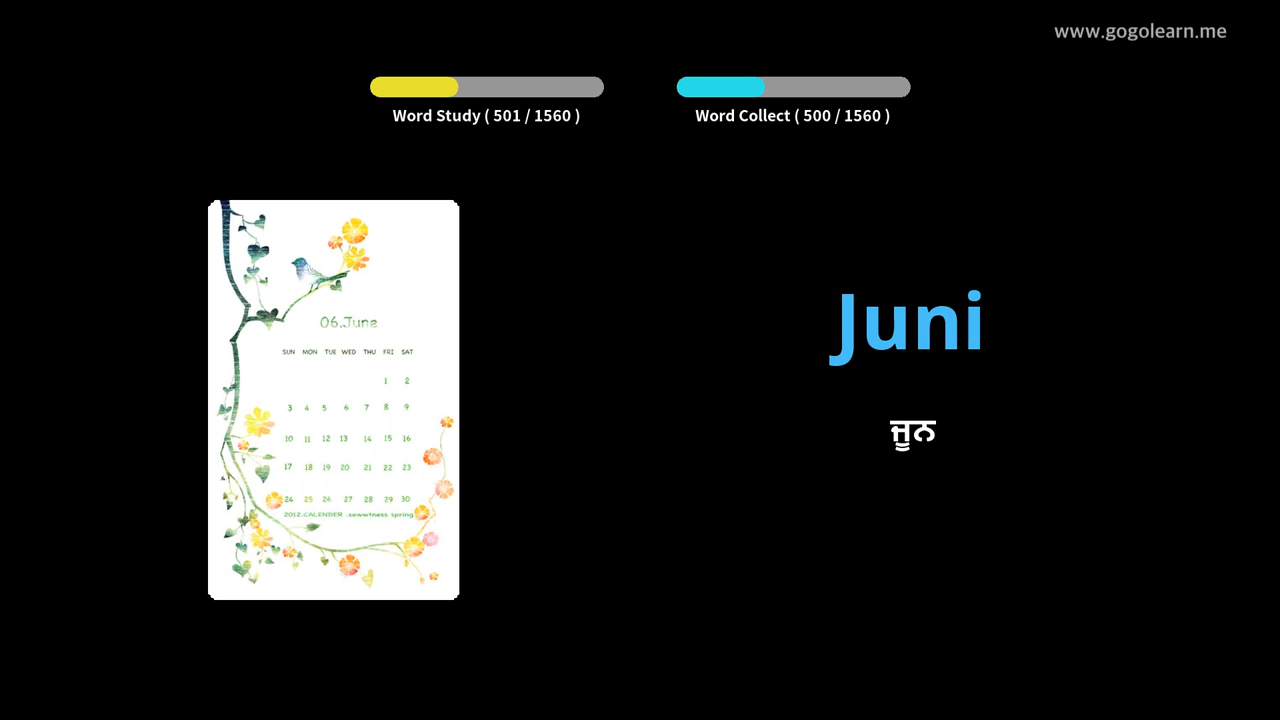 www.gogolearn.me
Word Study ( 501 / 1560 )
Word Collect ( 500 / 1560 )
06.June
SUN MON TUE WED THU FRI SAT
1 2
3 4 5 6 7 8 9
10 11 12 13 14 15 16
17 18 19 20 21 22 23
24 25 26 27 28 29 30
2012.CALENDER .sewwtness spring
Juni
ਜੂਨ